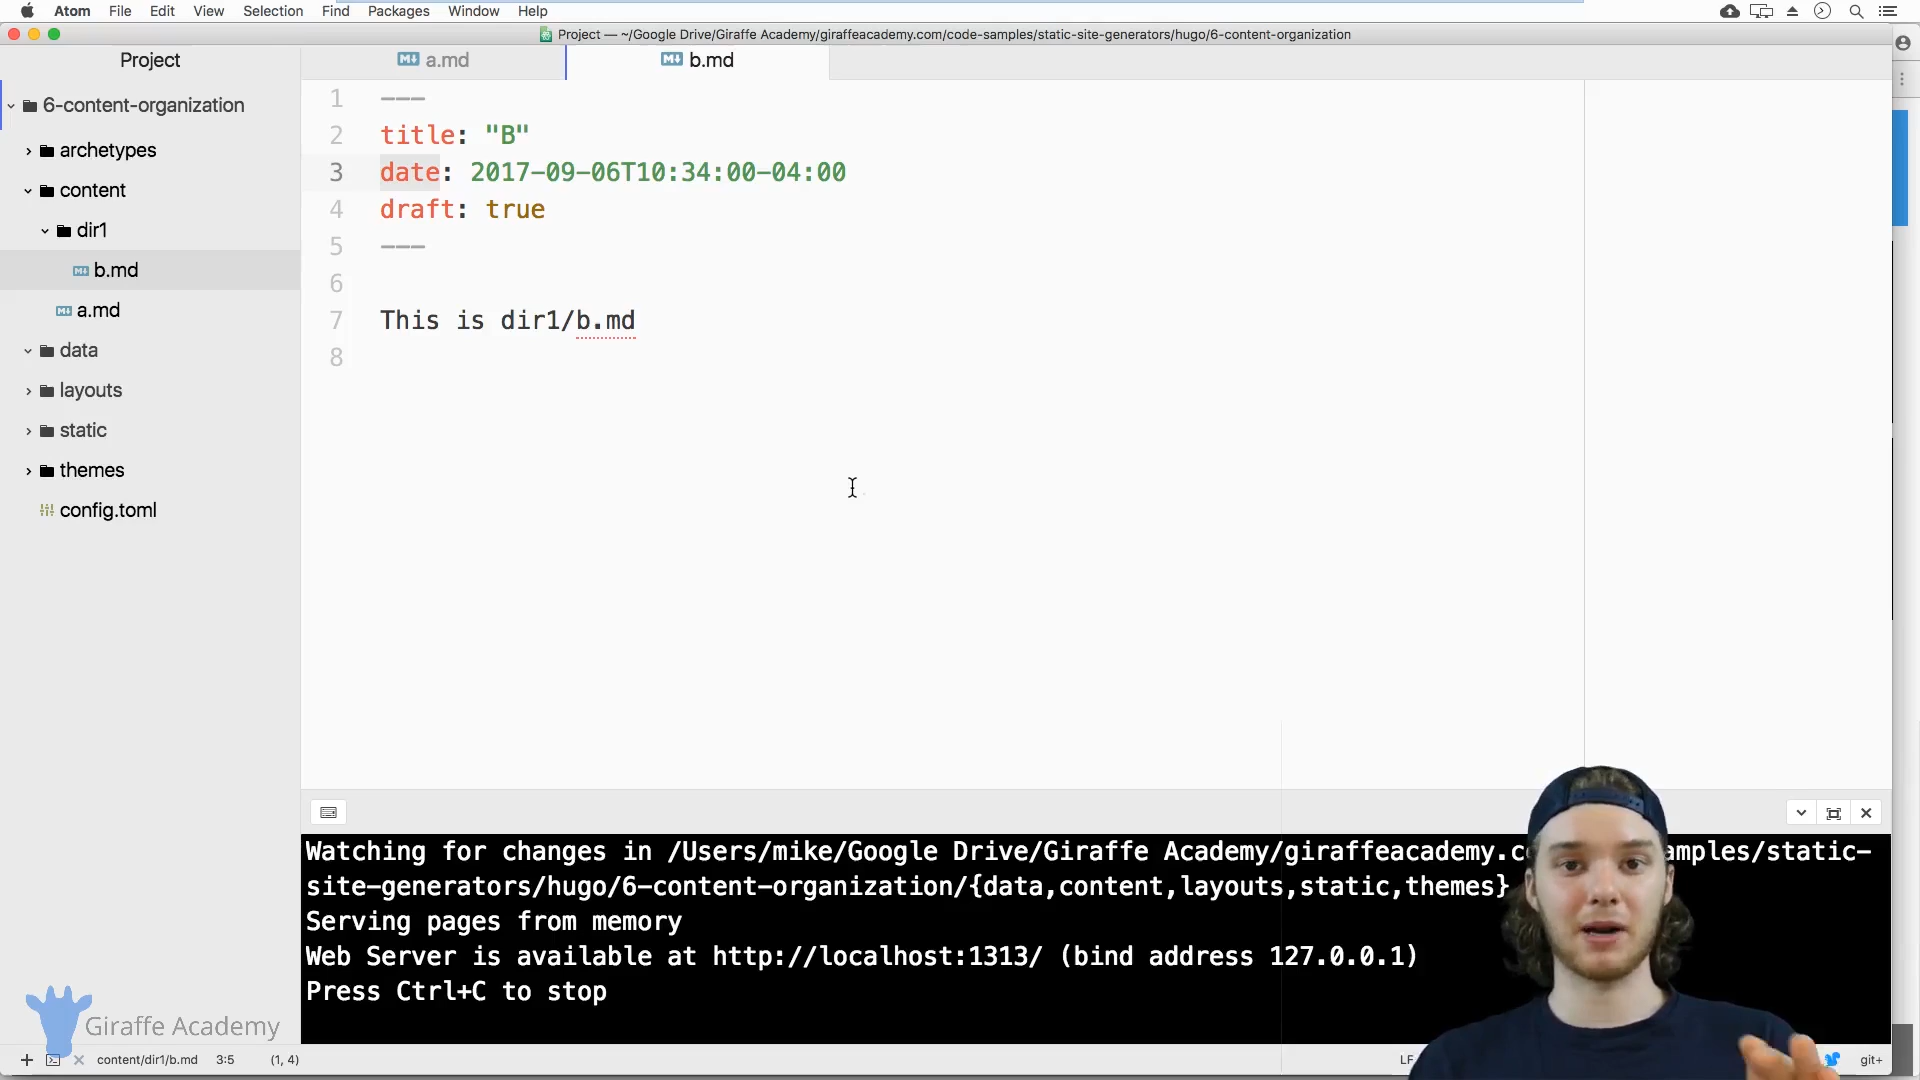 Atom File Edit View Selection Find Packages Window Help
Project — ~/Google Drive/Giraffe Academy/giraffeacademy.com/code-samples/static-site-generators/hugo/6-content-organization
Project
a.md
b.md
6-content-organization
archetypes
content
dir1
b.md
a.md
data
layouts
static
themes
config.toml
1 ---
2 title: "B"
3 date: 2017-09-06T10:34:00-04:00
4 draft: true
5 ---
6
7 This is dir1/b.md
8
Watching for changes in /Users/mike/Google Drive/Giraffe Academy/giraffeacademy.c amples/static-
site-generators/hugo/6-content-organization/{data,content,layouts,static,themes}
Serving pages from memory
Web Server is available at http://localhost:1313/ (bind address 127.0.0.1)
Press Ctrl+C to stop
Giraffe Academy
content/dir1/b.md 3:5 (1, 4) LF git+